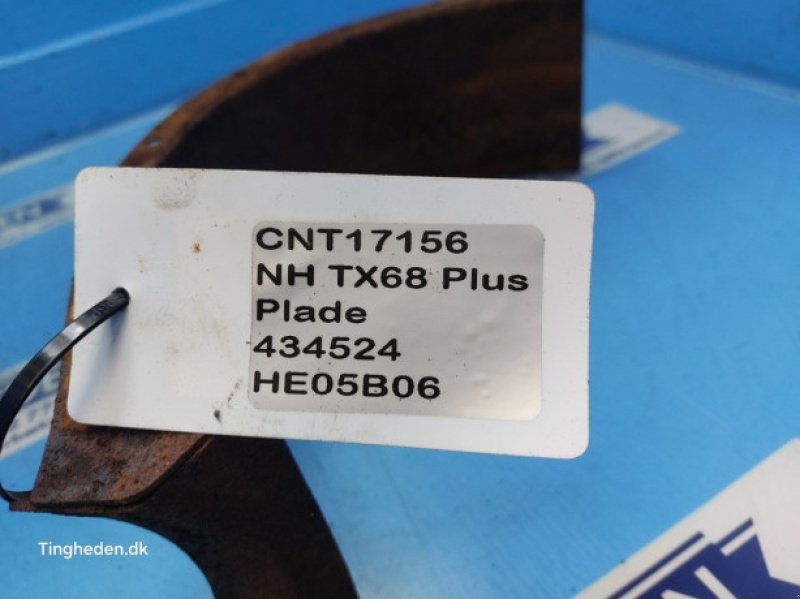 CNT17156
NH TX68 Plus
Plade
434524
HE05B06
Tingheden.dk